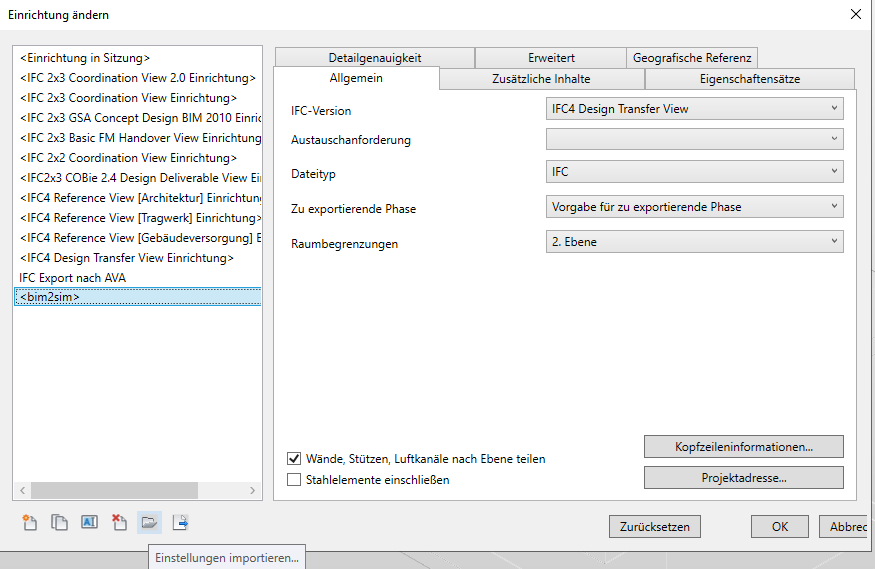 Einrichtung ändern
<Einrichtung in Sitzung>
<IFC 2x3 Coordination View 2.0 Einrichtung>
<IFC 2x3 Coordination View Einrichtung>
<IFC 2x3 GSA Concept Design BIM 2010 Einric
<IFC 2x3 Basic FM Handover View Einrichtung
<IFC 2x2 Coordination View Einrichtung>
<IFC2x3 COBie 2.4 Design Deliverable View Ei
<IFC4 Reference View [Architektur] Einrichtung
<IFC4 Reference View [Tragwerk] Einrichtung>
<IFC4 Reference View [Gebäudeversorgung] E
<IFC4 Design Transfer View Einrichtung>
IFC Export nach AVA
<bim2sim>
Detailgenauigkeit
Erweitert
Geografische Referenz
Allgemein
Zusätzliche Inhalte
Eigenschaftensätze
IFC-Version
IFC4 Design Transfer View
Austauschanforderung
Dateityp
IFC
Zu exportierende Phase
Vorgabe für zu exportierende Phase
Raumbegrenzungen
2. Ebene
Wände, Stützen, Luftkanäle nach Ebene teilen
Stahlelemente einschließen
Kopfzeileninformationen...
Projektadresse...
Zurücksetzen
OK
Abbrec
Einstellungen importieren...